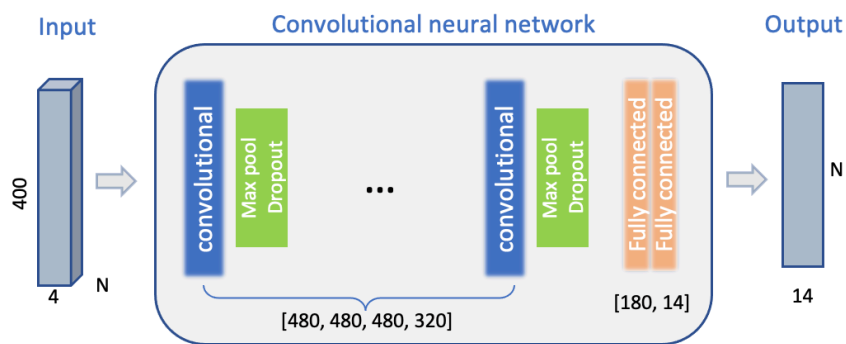 Input
Convolutional neural network
Output
400
4
N
convolutional
Max pool
Dropout
...
convolutional
Max pool
Dropout
Fully connected
Fully connected
[480, 480, 480, 320]
[180, 14]
N
14